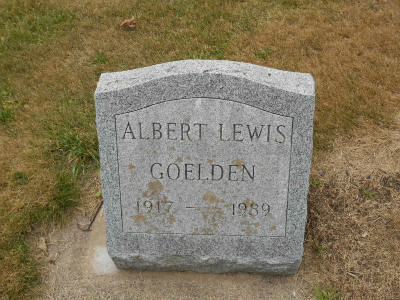 ALBERT LEWIS
GOELDEN
1917 — 1989